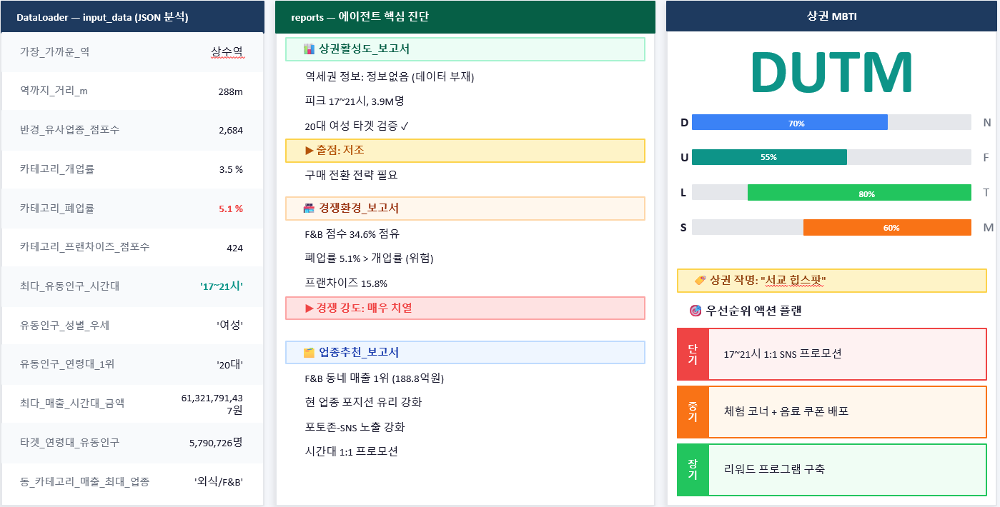 DataLoader — input_data (JSON 분석)
가장_가까운_역
상수역
역까지_거리_m
288m
반경_유사업종_점포수
2,684
카테고리_개업률
3.5 %
카테고리_폐업률
5.1 %
카테고리_프랜차이즈_점포수
424
최다_유동인구_시간대
'17~21시'
유동인구_성별_우세
'여성'
유동인구_연령대_1위
'20대'
최다_매출_시간대_금액
61,321,791,43
7원
타겟_연령대_유동인구
5,790,726명
동_카테고리_매출_최대_업종
'외식/F&B'
reports — 에이전트 핵심 진단
상권활성도_보고서
역세권 정보: 정보없음 (데이터 부재)
피크 17~21시, 3.9M명
20대 여성 타겟 검증 ✓
▶ 출점: 저조
구매 전환 전략 필요
경쟁환경_보고서
F&B 점수 34.6% 점유
폐업률 5.1% > 개업률 (위험)
프랜차이즈 15.8%
▶ 경쟁 강도: 매우 치열
업종추천_보고서
F&B 동네 매출 1위 (188.8억원)
현 업종 포지션 유리 강화
포토존-SNS 노출 강화
시간대 1:1 프로모션
상권 MBTI
DUTM
D 70% N
U 55% F
L 80% T
S 60% M
상권 작명: "서교 힙스팟"
우선순위 액션 플랜
단기
17~21시 1:1 SNS 프로모션
중기
체험 코너 + 음료 쿠폰 배포
장기
리워드 프로그램 구축